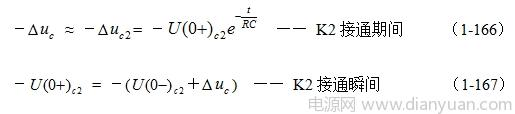 －Δu_c ≈ －Δu_c2 = －U(0+)_c2 e^{-\frac{t}{RC}} —— K2 接通期间 （1-166）
－U(0+)_c2 = －(U(0-)_c2＋Δu_c) —— K2 接通瞬间 （1-167）
电源网 www.dianyuan.com